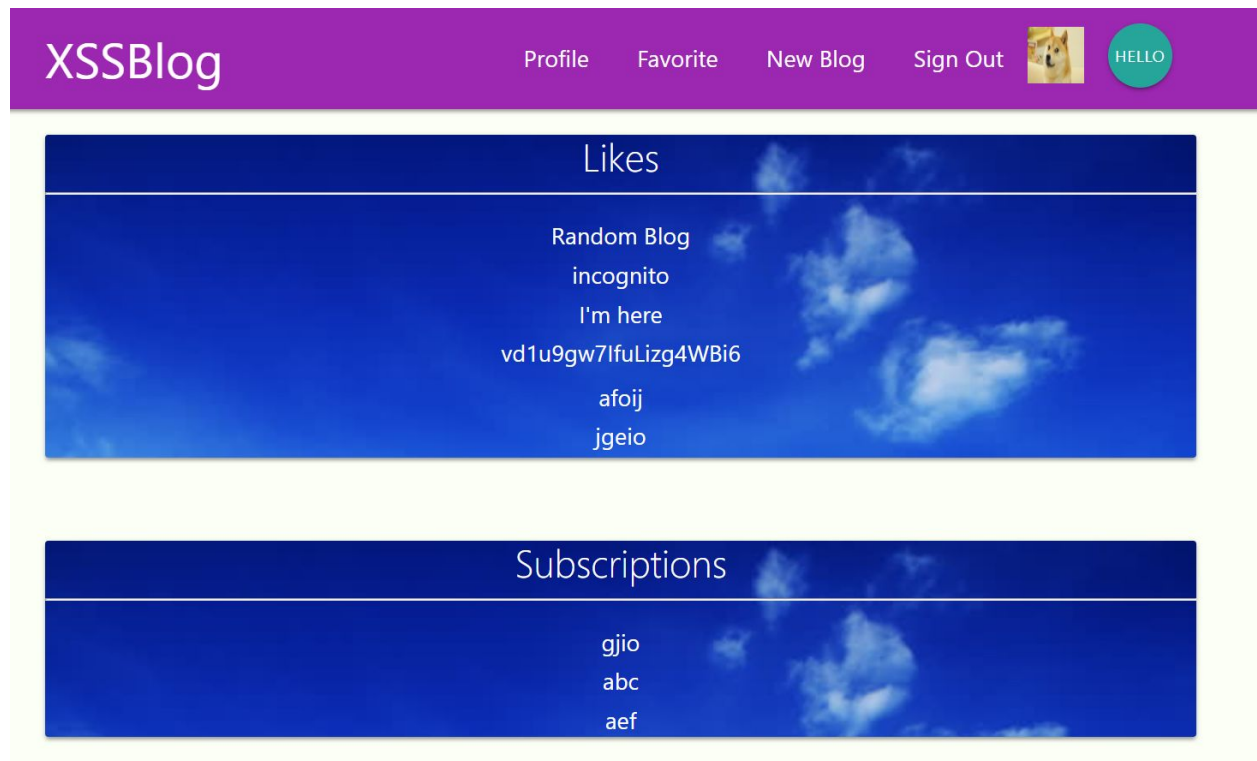 XSSBlog
Profile Favorite New Blog Sign Out HELLO
Likes
Random Blog
incognito
I'm here
vd1u9gw7IfuLizg4WBi6
afoij
jgeio
Subscriptions
gjio
abc
aef